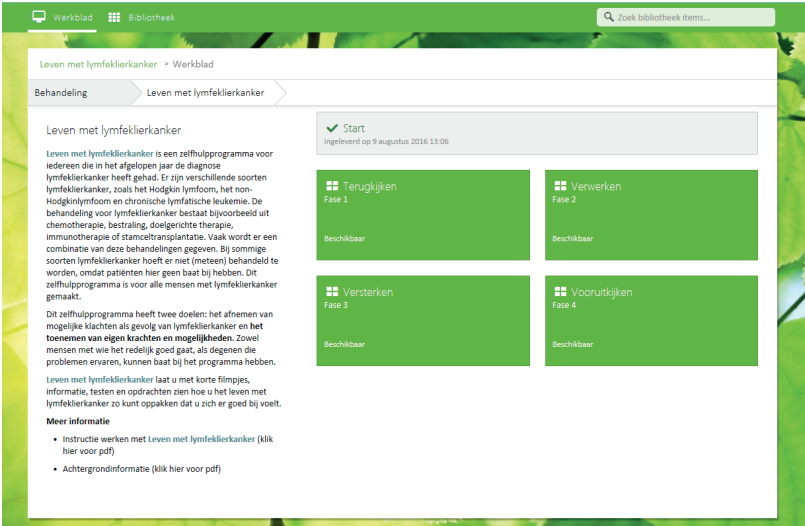 Werkblad Bibliotheek
Zoek bibliotheek items...
Leven met lymfeklierkanker > Werkblad
Behandeling
Leven met lymfeklierkanker
Leven met lymfeklierkanker
Leven met lymfeklierkanker is een zelfhulpprogramma voor
iedereen die in het afgelopen jaar de diagnose
lymfeklierkanker heeft gehad. Er zijn verschillende soorten
lymfeklierkanker, zoals het Hodgkin lymfoom, het non-
Hodgkinlymfoom en chronische lymfatische leukemie. De
behandeling voor lymfeklierkanker bestaat bijvoorbeeld uit
chemotherapie, bestraling, doelgerichte therapie,
immunotherapie of stamceltransplantatie. Vaak wordt er een
combinatie van deze behandelingen gegeven. Bij sommige
soorten lymfeklierkanker hoeft er niet (meteen) behandeld te
worden, omdat patiënten hier geen baat bij hebben. Dit
zelfhulpprogramma is voor alle mensen met lymfeklierkanker
gemaakt.
Dit zelfhulpprogramma heeft twee doelen: het afnemen van
mogelijke klachten als gevolg van lymfeklierkanker en het
toenemen van eigen krachten en mogelijkheden. Zowel
mensen met wie het redelijk goed gaat, als degenen die
problemen ervaren, kunnen baat bij het programma hebben.
Leven met lymfeklierkanker laat u met korte filmpjes,
informatie, testen en opdrachten zien hoe u het leven met
lymfeklierkanker zo kunt oppakken dat u zich er goed bij voelt.
Meer informatie
• Instructie werken met Leven met lymfeklierkanker (klik
hier voor pdf)
• Achtergrondinformatie (klik hier voor pdf)
Start
Ingeleverd op 9 augustus 2016 13:06
Terugkijken
Fase 1
Beschikbaar
Verwerken
Fase 2
Beschikbaar
Versterken
Fase 3
Beschikbaar
Vooruitkijken
Fase 4
Beschikbaar